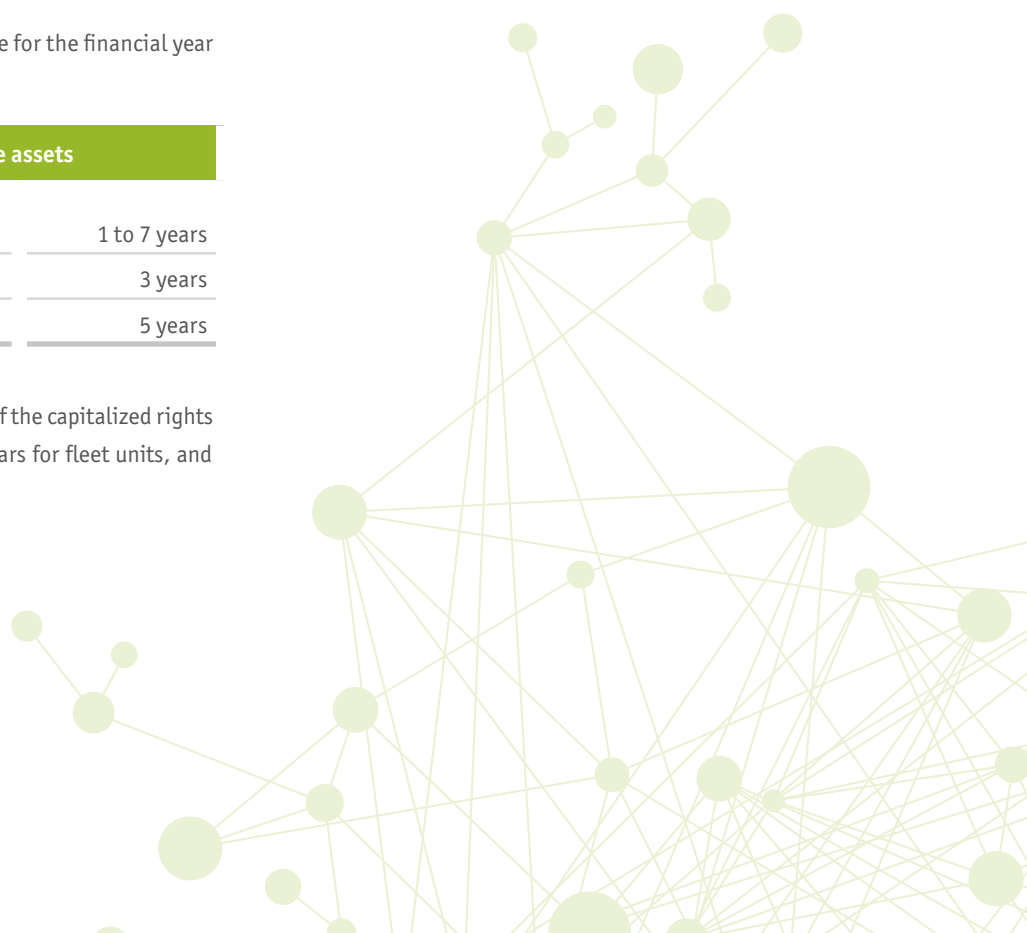 e for the financial year
e assets
1 to 7 years
3 years
5 years
f the capitalized rights
ars for fleet units, and